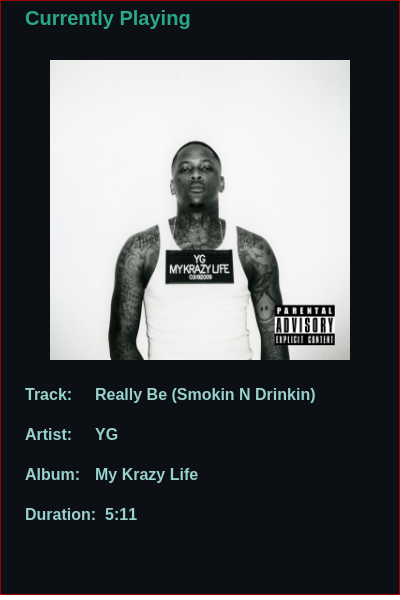 Currently Playing
YG
MY KRAZY LIFE
PARENTAL
ADVISORY
EXPLICIT CONTENT
Track: Really Be (Smokin N Drinkin)
Artist: YG
Album: My Krazy Life
Duration: 5:11